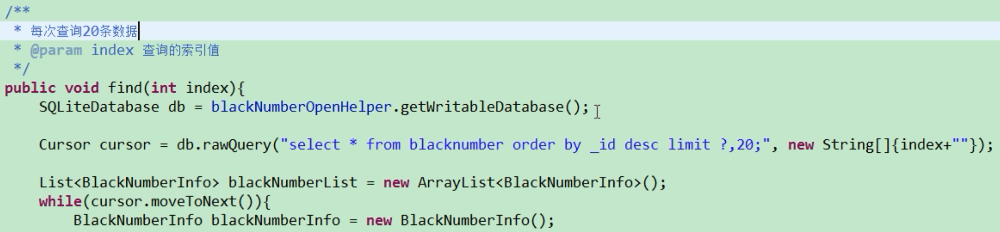 /**
 * 每次查询20条数据
 * @param index 查询的索引值
 */
public void find(int index){
    SQLiteDatabase db = blackNumberOpenHelper.getWritableDatabase();
    Cursor cursor = db.rawQuery("select * from blacknumber order by _id desc limit ?,20;", new String[]{index+""});
    List<BlackNumberInfo> blackNumberList = new ArrayList<BlackNumberInfo>();
    while(cursor.moveToNext()){
        BlackNumberInfo blackNumberInfo = new BlackNumberInfo();